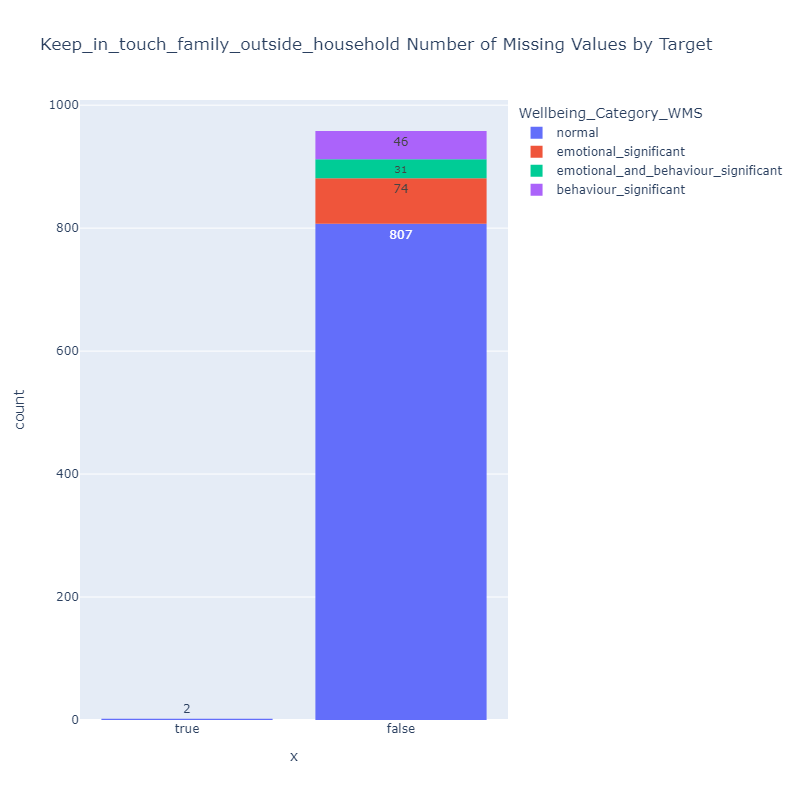 Keep_in_touch_family_outside_household Number of Missing Values by Target
Wellbeing_Category_WMS
normal
emotional_significant
emotional_and_behaviour_significant
behaviour_significant
count
1000
800
600
400
200
0
46
31
74
807
2
true
false
x